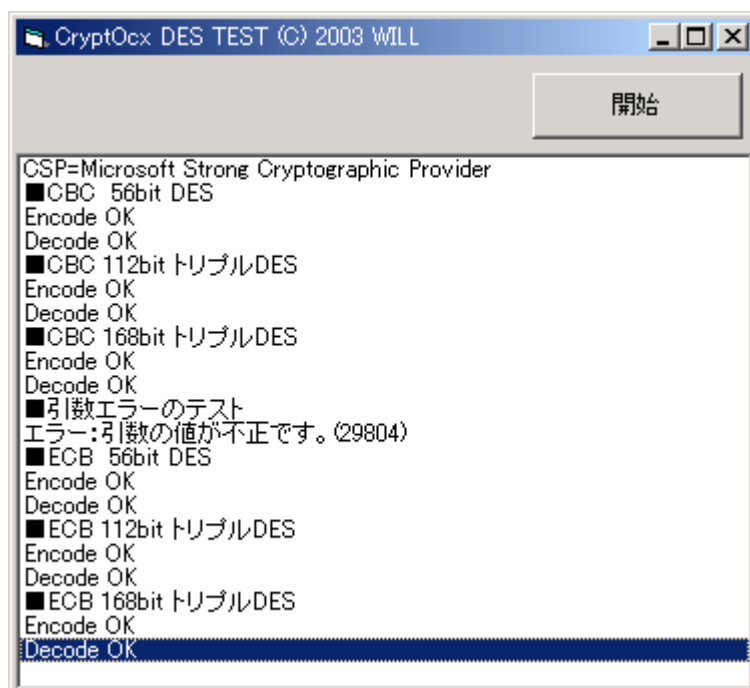 CryptOcx DES TEST (C) 2003 WILL
開始
CSP=Microsoft Strong Cryptographic Provider
■CBC 56bit DES
Encode OK
Decode OK
■CBC 112bit トリプルDES
Encode OK
Decode OK
■CBC 168bit トリプルDES
Encode OK
Decode OK
■引数エラーのテスト
エラー:引数の値が不正です。(29804)
■ECB 56bit DES
Encode OK
Decode OK
■ECB 112bit トリプルDES
Encode OK
Decode OK
■ECB 168bit トリプルDES
Encode OK
Decode OK